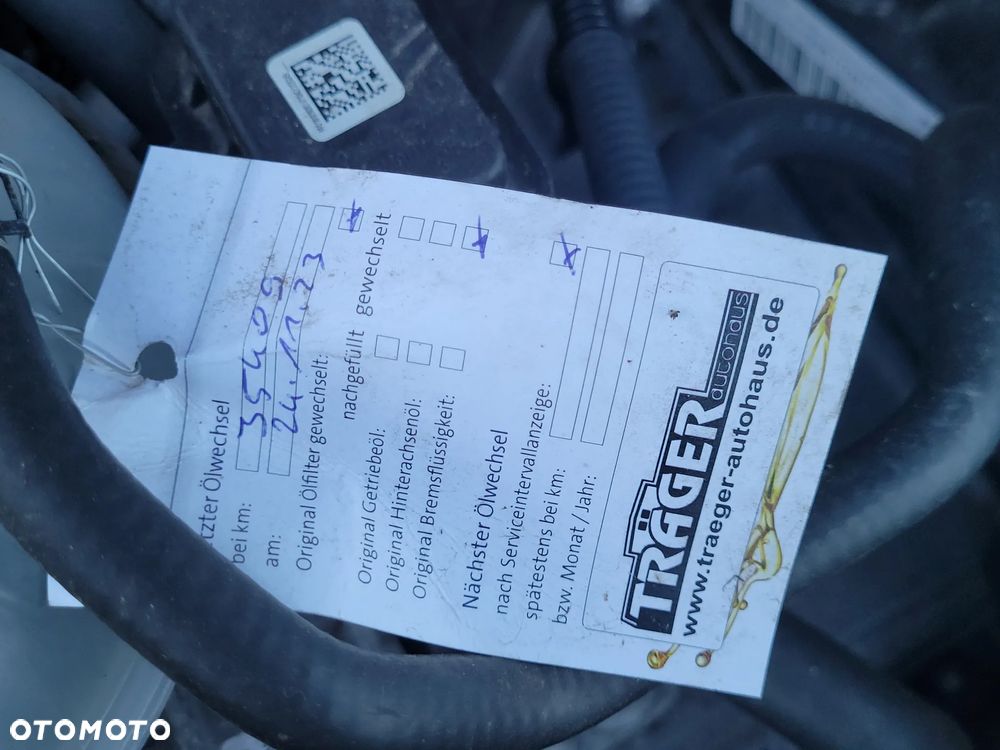 tzter Ölwechsel
bei km: 35409
am: 24.11.23
Original Ölfilter gewechselt:
nachgefüllt gewechselt
Original Getriebeöl:
Original Hinterachsenöl:
Original Bremsflüssigkeit:
Nächster Ölwechsel
nach Serviceintervallanzeige:
spätestens bei km:
bzw. Monat / Jahr:
TRÄGER autohaus
www.traeger-autohaus.de
OTOMOTO